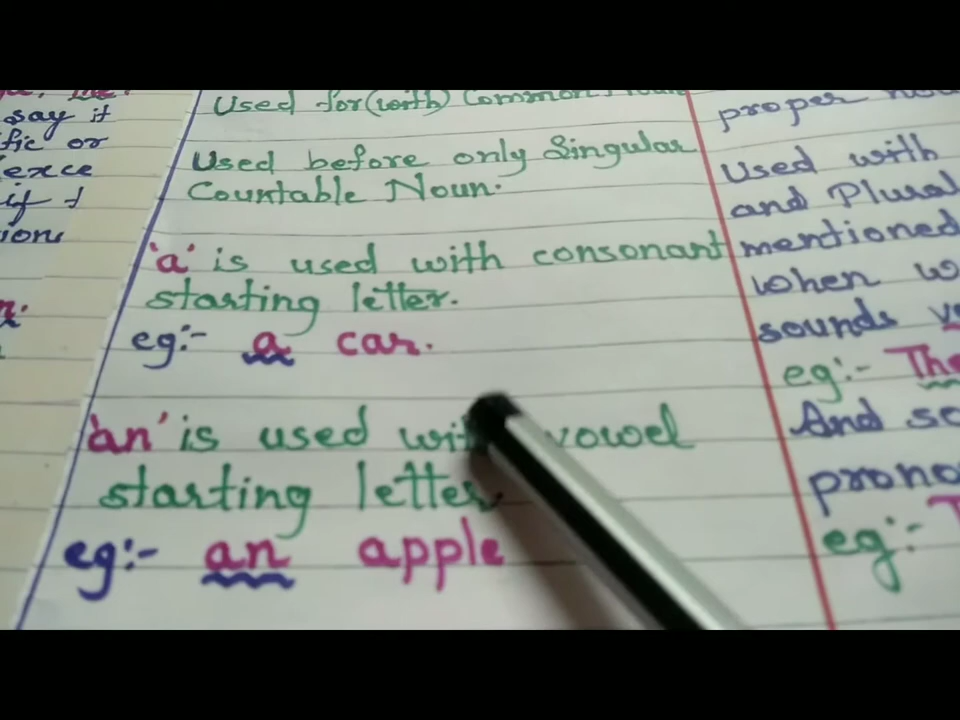 say it
fic or
if
Used for(with) Common
Used before only Singular
Countable Noun.
'a' is used with consonant
starting letter.
eg:- a car.
'an' is used with vowel
starting letter
eg:- an apple
proper
Used with
and Plural
mentioned
when
sounds
eg:- The
And
eg:-